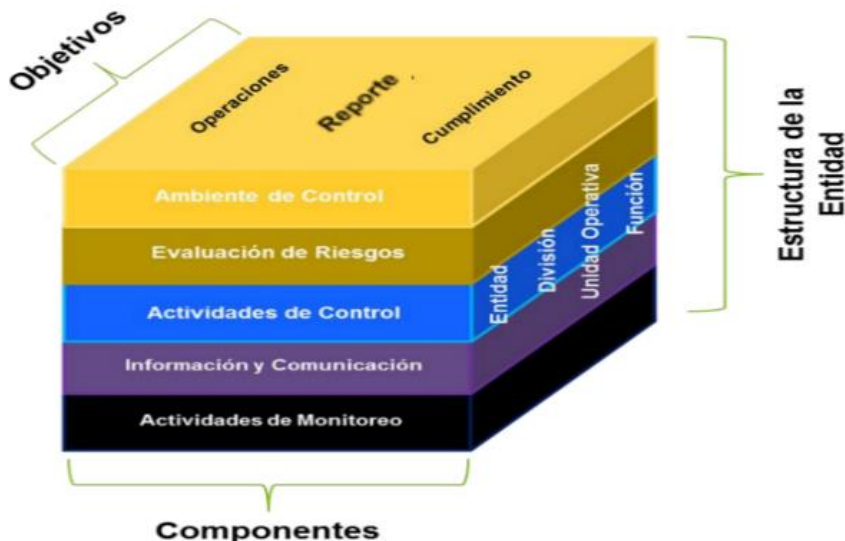 Objetivos
Operaciones
Reporte
Cumplimiento
Ambiente de Control
Evaluación de Riesgos
Actividades de Control
Información y Comunicación
Actividades de Monitoreo
Entidad
División
Unidad Operativa
Función
Estructura de la
Entidad
Componentes